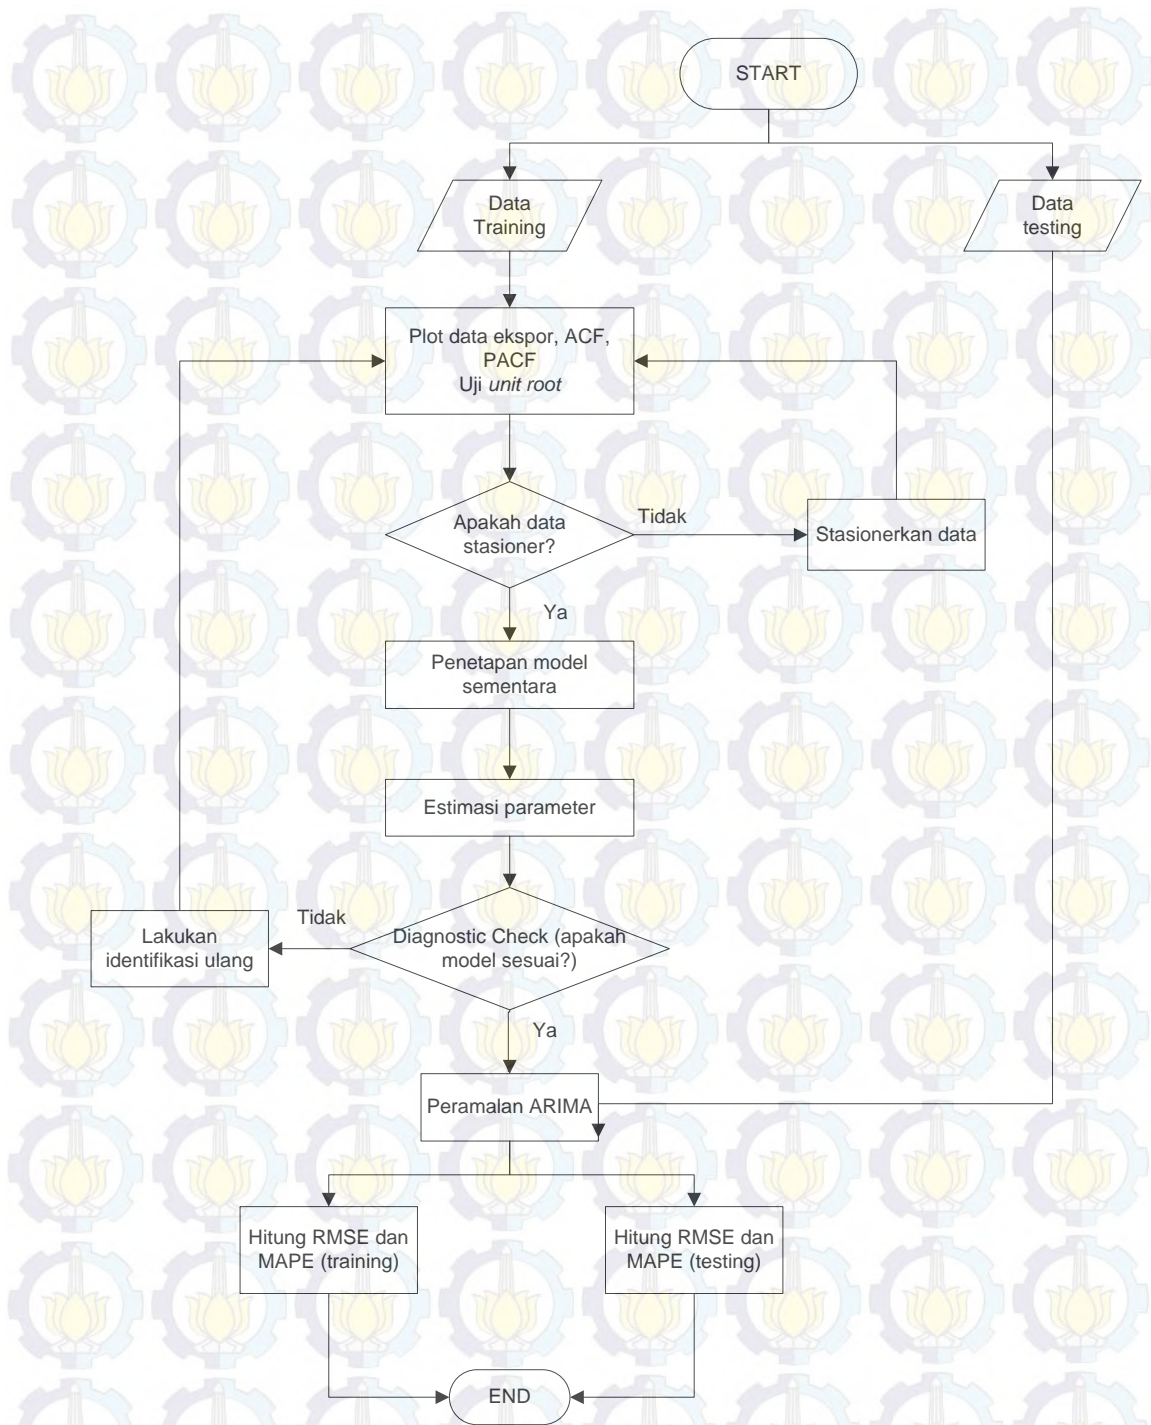 START
Data
Training
Data
testing
Plot data ekspor, ACF,
PACF
Uji unit root
Apakah data
stasioner?
Tidak
Stasionerkan data
Ya
Penetapan model
sementara
Estimasi parameter
Tidak
Lakukan
identifikasi ulang
Diagnostic Check (apakah
model sesuai?)
Ya
Peramalan ARIMA
Hitung RMSE dan
MAPE (training)
Hitung RMSE dan
MAPE (testing)
END